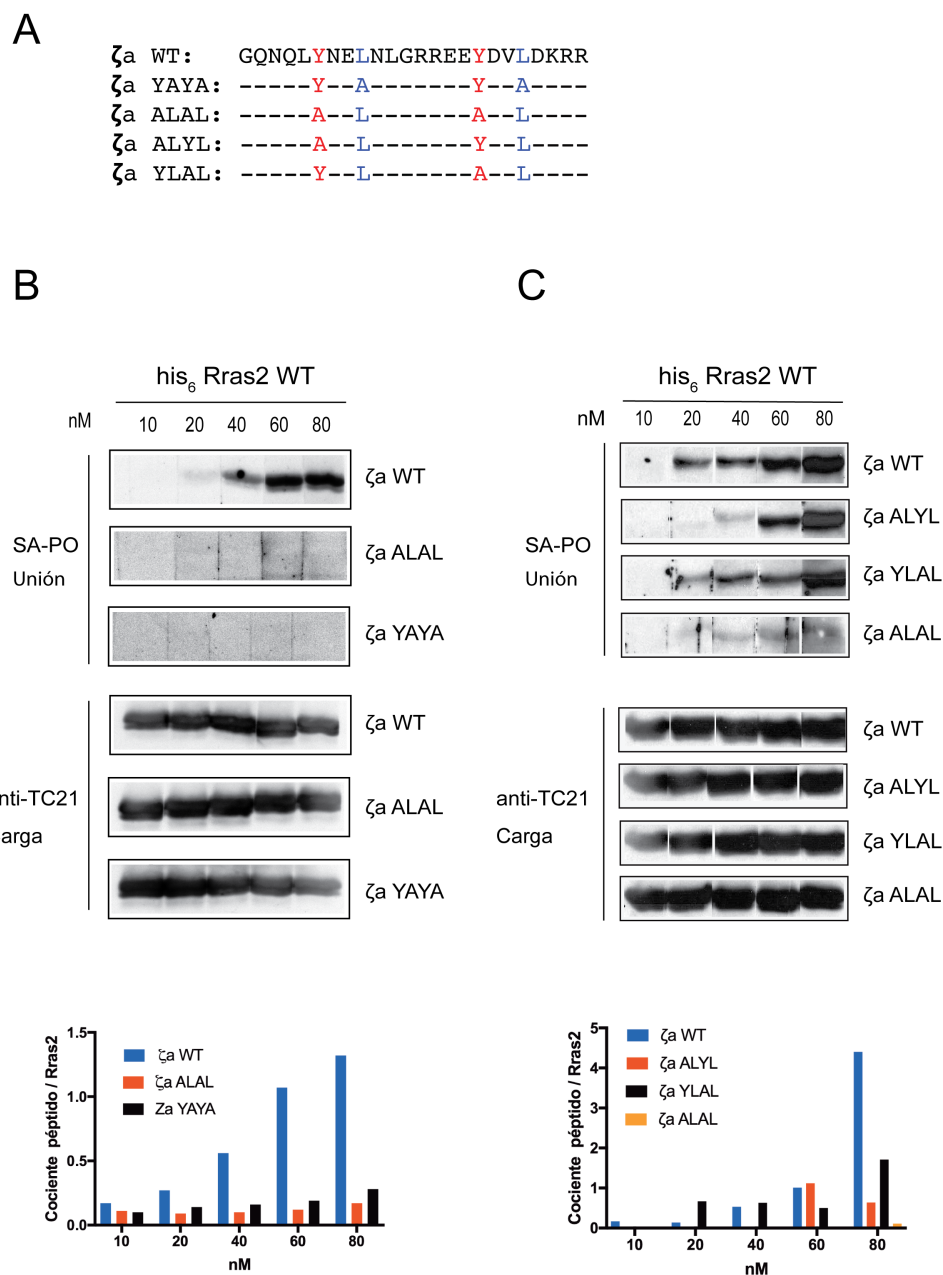 A
ζa WT: GQNQLYNELNLGRREEYDVLDKRR
ζa YAYA: -----Y--A-------Y--A----
ζa ALAL: -----A--L-------A--L----
ζa ALYL: -----A--L-------Y--L----
ζa YLAL: -----Y--L-------A--L----
B
his6 Rras2 WT
nM 10 20 40 60 80
SA-PO
Unión
ζa WT
ζa ALAL
ζa YAYA
nti-TC21
arga
ζa WT
ζa ALAL
ζa YAYA
Cociente péptido / Rras2
1.5
1.0
0.5
0.0
ζa WT
ζa ALAL
Za YAYA
10 20 40 60 80
nM
C
his6 Rras2 WT
nM 10 20 40 60 80
SA-PO
Unión
ζa WT
ζa ALYL
ζa YLAL
ζa ALAL
anti-TC21
Carga
ζa WT
ζa ALYL
ζa YLAL
ζa ALAL
Cociente péptido / Rras2
5
4
3
2
1
0
ζa WT
ζa ALYL
ζa YLAL
ζa ALAL
10 20 40 60 80
nM